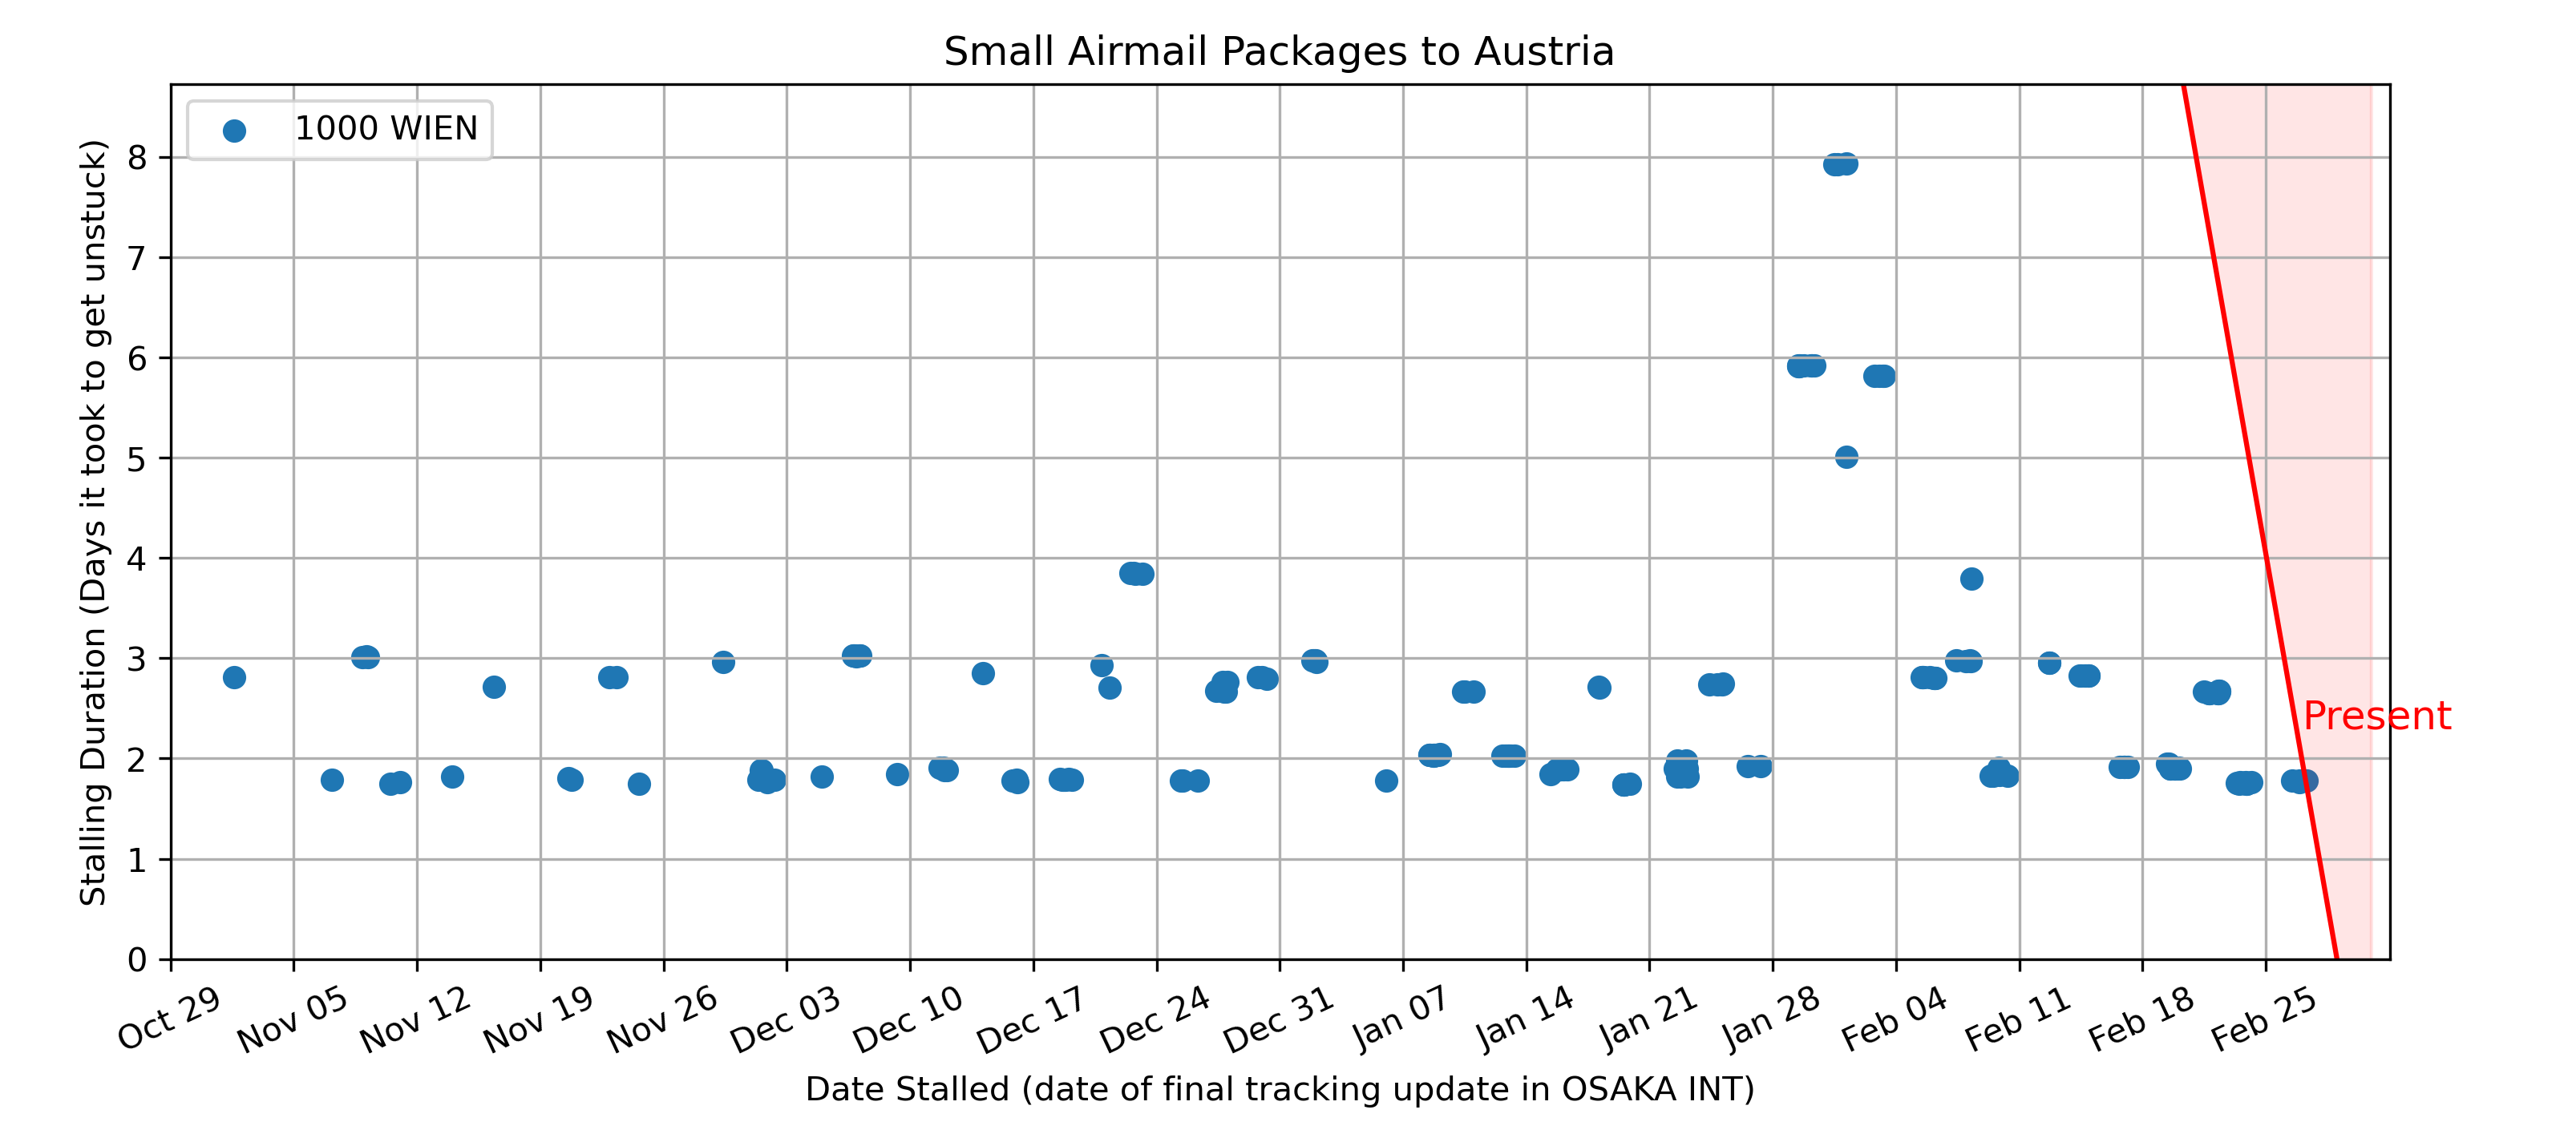 Small Airmail Packages to Austria
1000 WIEN
Stalling Duration (Days it took to get unstuck)
8
7
6
5
4
3
2
1
0
Present
Oct 29
Nov 05
Nov 12
Nov 19
Nov 26
Dec 03
Dec 10
Dec 17
Dec 24
Dec 31
Jan 07
Jan 14
Jan 21
Jan 28
Feb 04
Feb 11
Feb 18
Feb 25
Date Stalled (date of final tracking update in OSAKA INT)